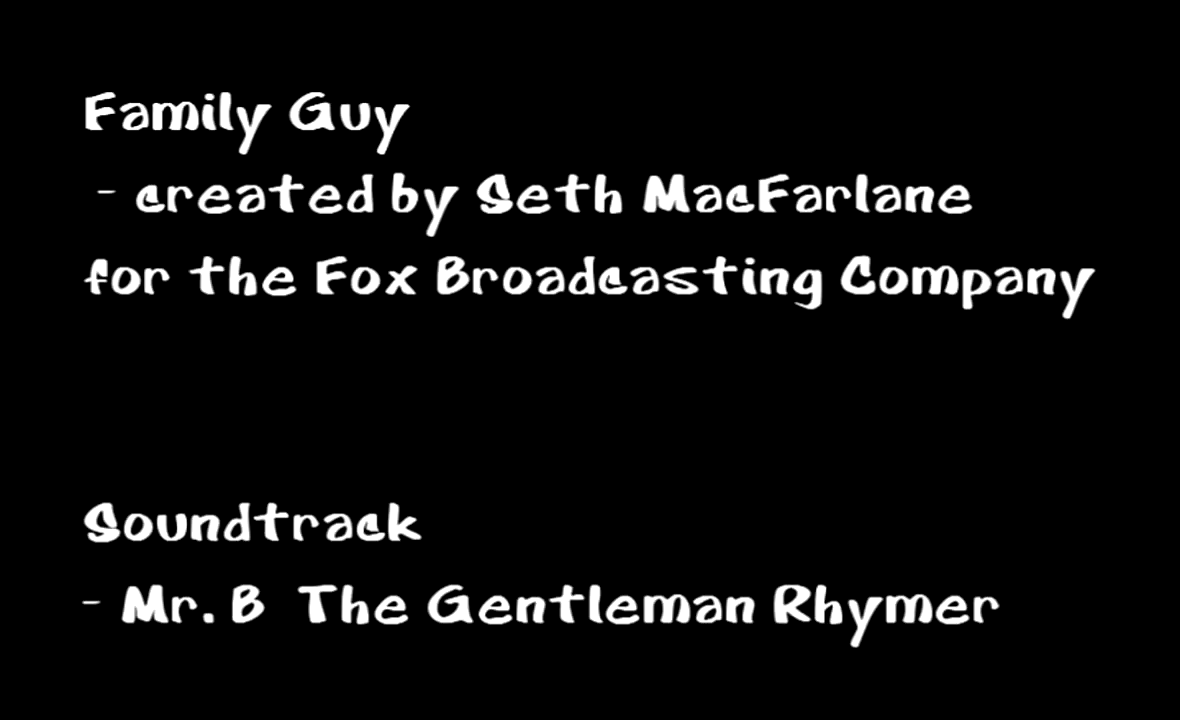 Family Guy
- created by Seth MacFarlane
for the Fox Broadcasting Company
Soundtrack
- Mr. B The Gentleman Rhymer